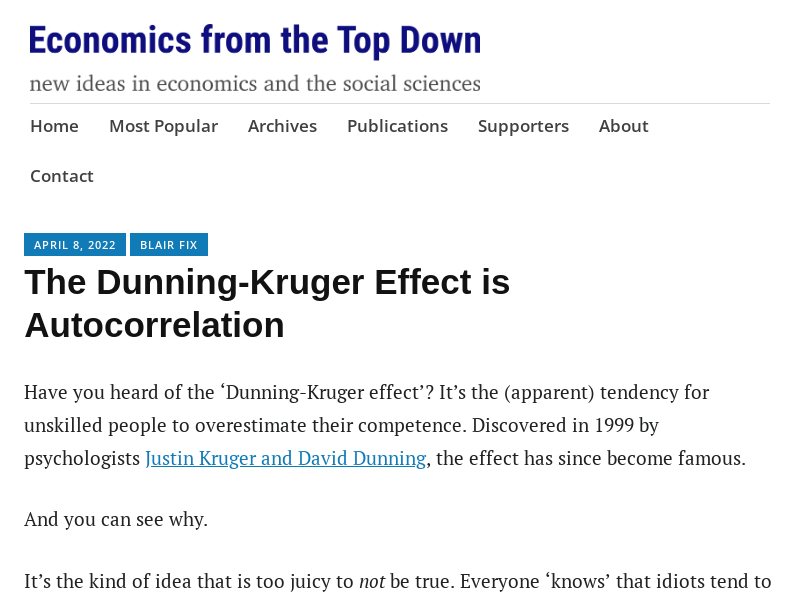 Economics from the Top Down
new ideas in economics and the social sciences
Home Most Popular Archives Publications Supporters About
Contact
APRIL 8, 2022 BLAIR FIX
The Dunning-Kruger Effect is
Autocorrelation
Have you heard of the ‘Dunning-Kruger effect’? It’s the (apparent) tendency for
unskilled people to overestimate their competence. Discovered in 1999 by
psychologists Justin Kruger and David Dunning, the effect has since become famous.
And you can see why.
It’s the kind of idea that is too juicy to not be true. Everyone ‘knows’ that idiots tend to